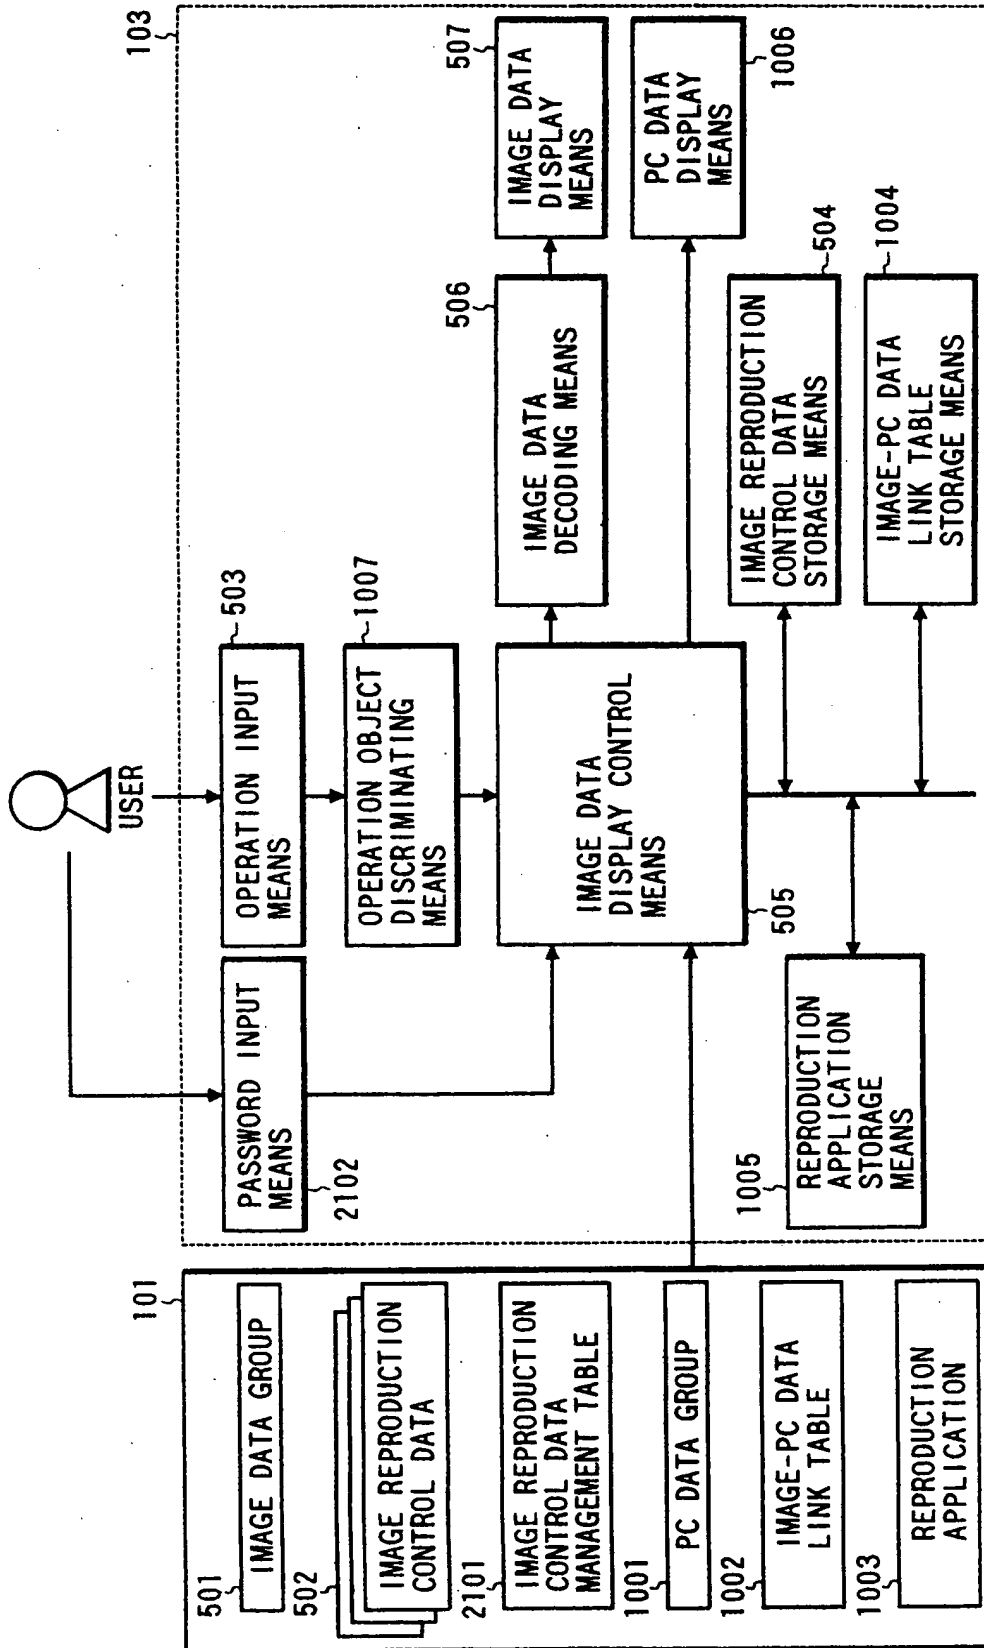 101
501
IMAGE DATA GROUP
502
IMAGE REPRODUCTION
CONTROL DATA
2101
IMAGE REPRODUCTION
CONTROL DATA
MANAGEMENT TABLE
1001
PC DATA GROUP
1002
IMAGE-PC DATA
LINK TABLE
1003
REPRODUCTION
APPLICATION
USER
103
PASSWORD INPUT
MEANS
2102
OPERATION INPUT
MEANS
503
OPERATION OBJECT
DISCRIMINATING
MEANS
1007
IMAGE DATA
DISPLAY CONTROL
MEANS
505
IMAGE DATA
DECODING MEANS
506
IMAGE DATA
DISPLAY
MEANS
507
PC DATA
DISPLAY
MEANS
1006
IMAGE REPRODUCTION
CONTROL DATA
STORAGE MEANS
504
IMAGE-PC DATA
LINK TABLE
STORAGE MEANS
1004
1005
REPRODUCTION
APPLICATION
STORAGE
MEANS